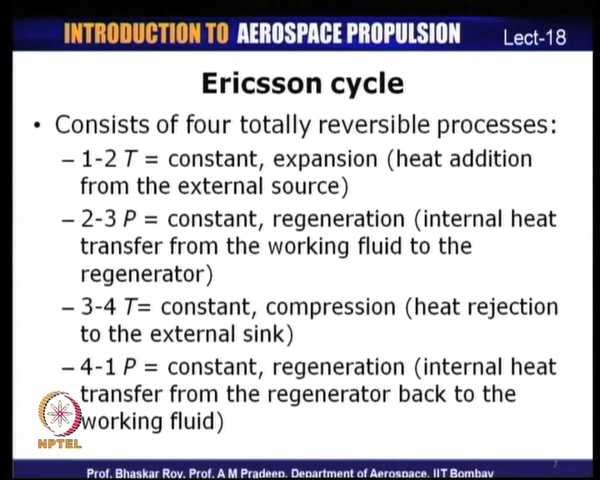 INTRODUCTION TO AEROSPACE PROPULSION Lect-18
Ericsson cycle
• Consists of four totally reversible processes:
– 1-2 T = constant, expansion (heat addition
from the external source)
– 2-3 P = constant, regeneration (internal heat
transfer from the working fluid to the
regenerator)
– 3-4 T= constant, compression (heat rejection
to the external sink)
– 4-1 P = constant, regeneration (internal heat
transfer from the regenerator back to the
working fluid)
NPTEL
7
Prof. Bhaskar Roy, Prof. A M Pradeep, Department of Aerospace, IIT Bombay